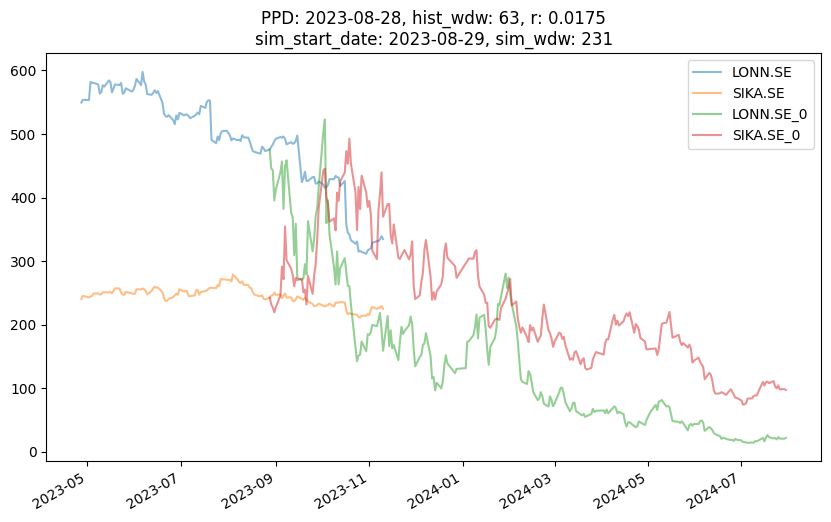 PPD: 2023-08-28, hist_wdw: 63, r: 0.0175
sim_start_date: 2023-08-29, sim_wdw: 231
LONN.SE
SIKA.SE
LONN.SE_0
SIKA.SE_0
600
500
400
300
200
100
0
2023-05
2023-07
2023-09
2023-11
2024-01
2024-03
2024-05
2024-07